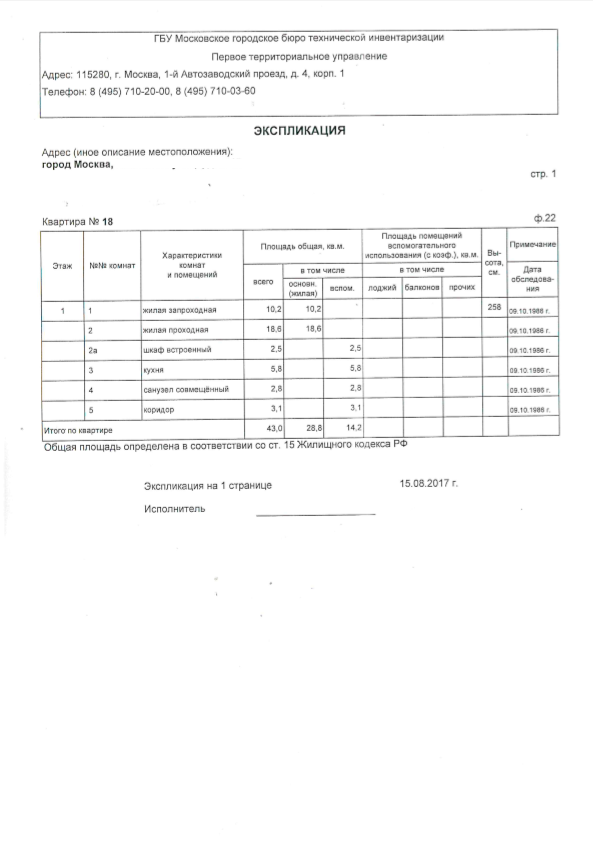 ГБУ Московское городское бюро технической инвентаризации
Первое территориальное управление
Адрес: 115280, г. Москва, 1-й Автозаводский проезд, д. 4, корп. 1
Телефон: 8 (495) 710-20-00, 8 (495) 710-03-60
ЭКСПЛИКАЦИЯ
Адрес (иное описание местоположения):
город Москва,
стр. 1
Квартира № 18 ф.22
Этаж №№ комнат Характеристики комнат и помещений Площадь общая, кв.м. Площадь помещений вспомогательного использования (с коэф.), кв.м. Вы-сота, см. Примечание
всего в том числе в том числе Дата обследова-ния
основн. (жилая) вспом. лоджий балконов прочих
1 1 жилая запроходная 10,2 10,2 258 09.10.1986 г.
2 жилая проходная 18,6 18,6 09.10.1986 г.
2а шкаф встроенный 2,5 2,5 09.10.1986 г.
3 кухня 5,8 5,8 09.10.1986 г.
4 санузел совмещённый 2,8 2,8 09.10.1986 г.
5 коридор 3,1 3,1 09.10.1986 г.
Итого по квартире 43,0 28,8 14,2
Общая площадь определена в соответствии со ст. 15 Жилищного кодекса РФ
Экспликация на 1 странице 15.08.2017 г.
Исполнитель